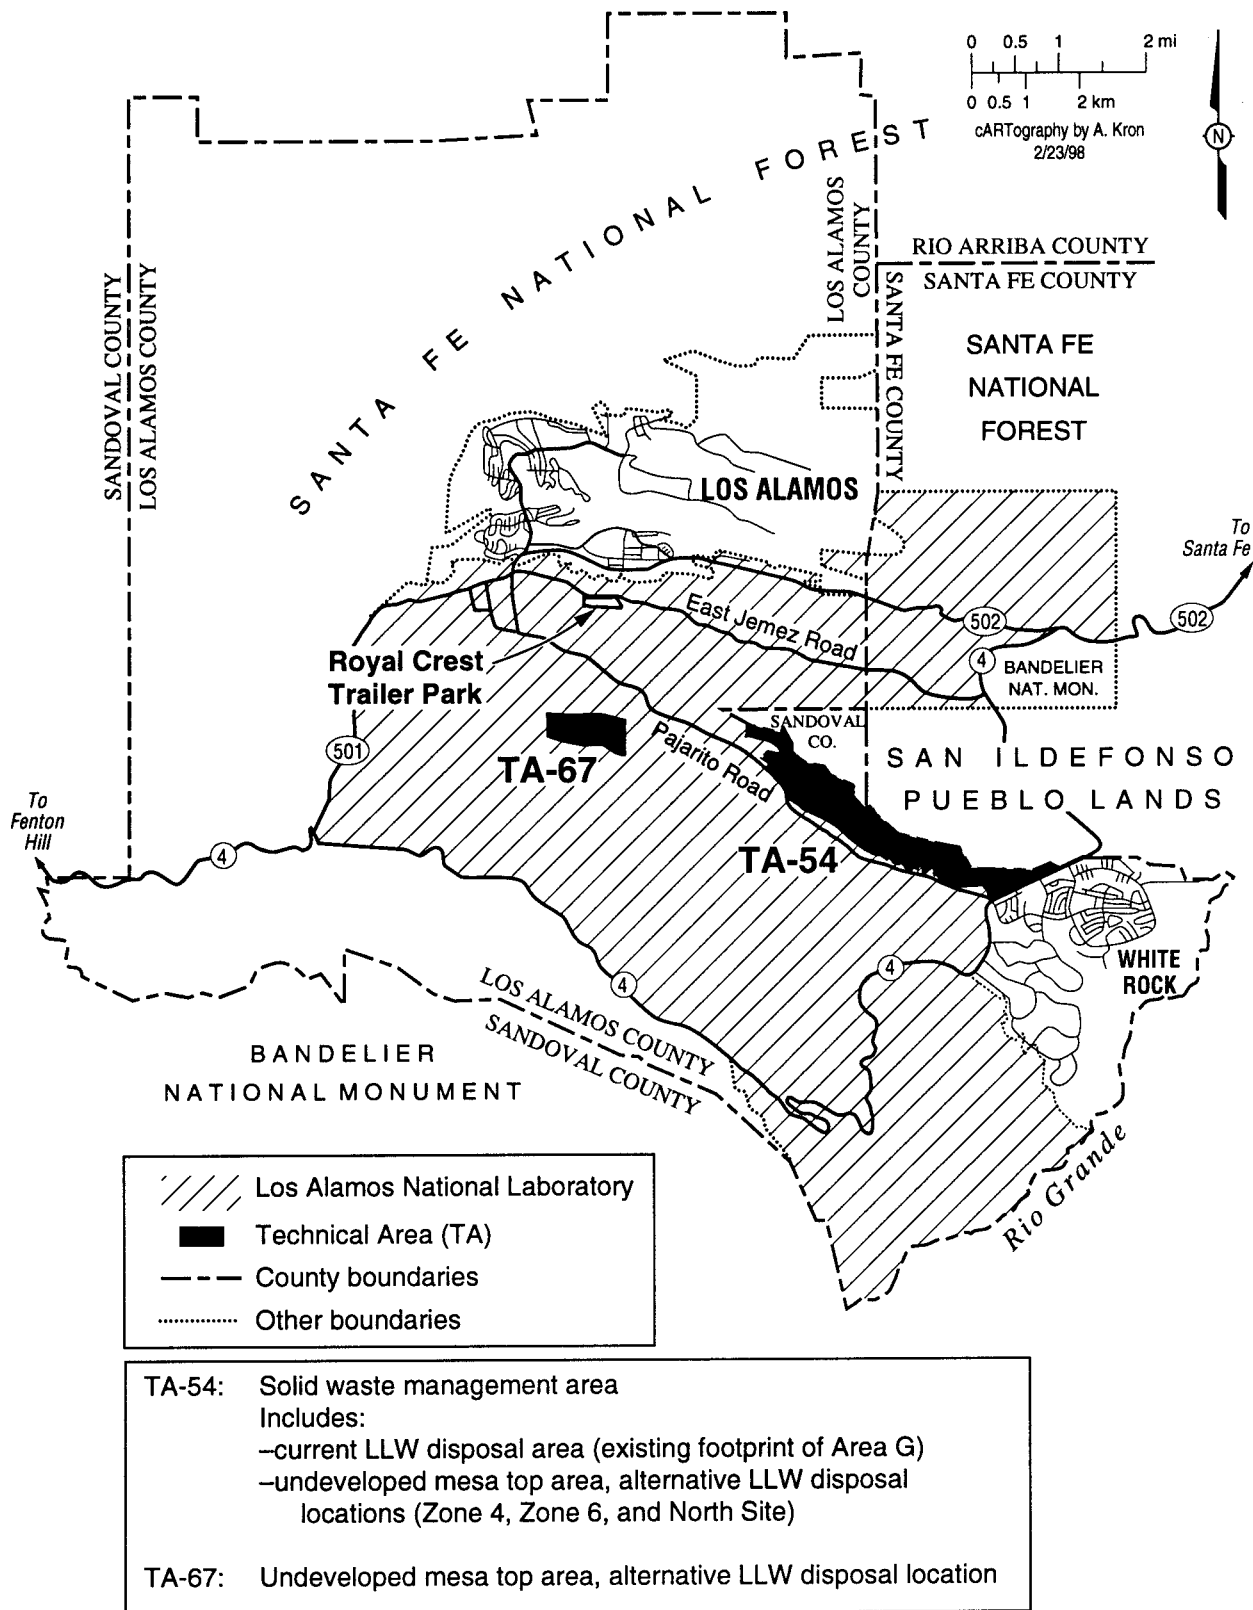 0 0.5 1 2 mi
0 0.5 1 2 km
cARTography by A. Kron
2/23/98
N
SANTA FE NATIONAL FOREST
LOS ALAMOS
COUNTY
RIO ARRIBA COUNTY
SANTA FE COUNTY
SANTA FE COUNTY
SANDOVAL COUNTY
LOS ALAMOS COUNTY
SANTA FE
NATIONAL
FOREST
LOS ALAMOS
To
Santa Fe
East Jemez Road
502
502
4
BANDELIER
NAT. MON.
Royal Crest
Trailer Park
SANDOVAL
CO.
501
TA-67
Pajarito Road
SAN ILDEFONSO
PUEBLO LANDS
To
Fenton
Hill
4
TA-54
WHITE
ROCK
4
4
LOS ALAMOS COUNTY
SANDOVAL COUNTY
BANDELIER
NATIONAL MONUMENT
Rio Grande
Los Alamos National Laboratory
Technical Area (TA)
County boundaries
Other boundaries
TA-54: Solid waste management area
Includes:
–current LLW disposal area (existing footprint of Area G)
–undeveloped mesa top area, alternative LLW disposal
locations (Zone 4, Zone 6, and North Site)
TA-67: Undeveloped mesa top area, alternative LLW disposal location